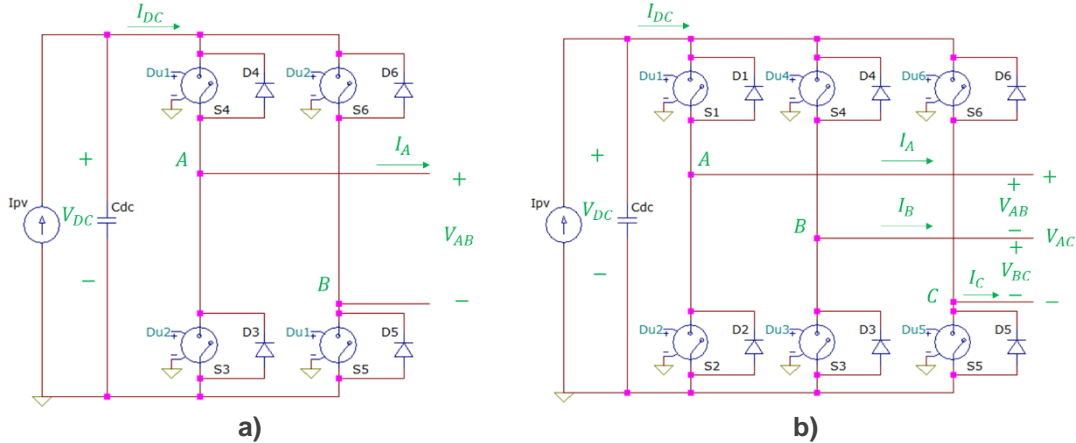 I_DC
Du1 + − S4 D4
Du2 + − S6 D6
A
I_A
+
+
Ipv
V_DC
Cdc
V_AB
−
B
−
Du2 + − S3 D3
Du1 + − S5 D5
a)
I_DC
Du1 + − S1 D1
Du4 + − S4 D4
Du6 + − S6 D6
I_A
+
A
+
+
Ipv
V_DC
Cdc
I_B
V_AB
B
−
V_AC
+
−
I_C
V_BC
C
−
−
Du2 + − S2 D2
Du3 + − S3 D3
Du5 + − S5 D5
b)